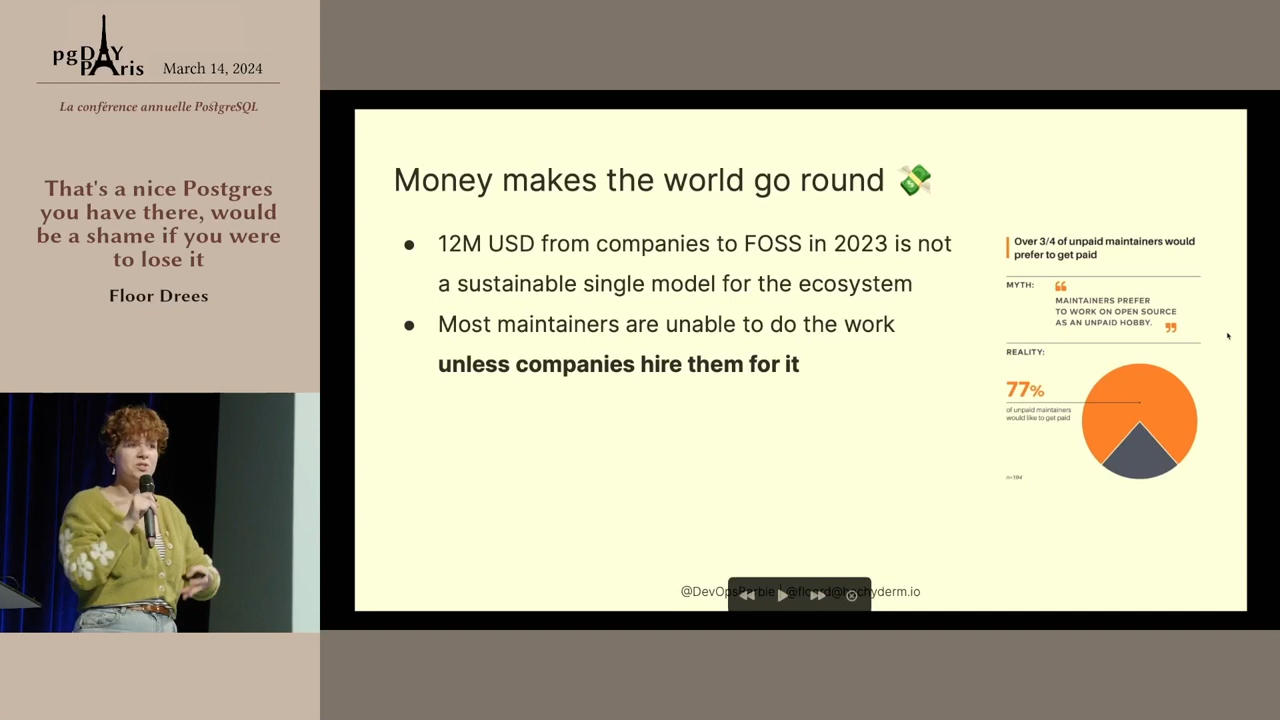 pgDAY
PAris
March 14, 2024
La conférence annuelle PostgreSQL
That's a nice Postgres
you have there, would
be a shame if you were
to lose it
Floor Drees
Money makes the world go round 💸
● 12M USD from companies to FOSS in 2023 is not
a sustainable single model for the ecosystem
● Most maintainers are unable to do the work
unless companies hire them for it
Over 3/4 of unpaid maintainers would
prefer to get paid
MYTH:
“
MAINTAINERS PREFER
TO WORK ON OPEN SOURCE
AS AN UNPAID HOBBY.
”
REALITY:
77%
of unpaid maintainers
would like to get paid
n=194